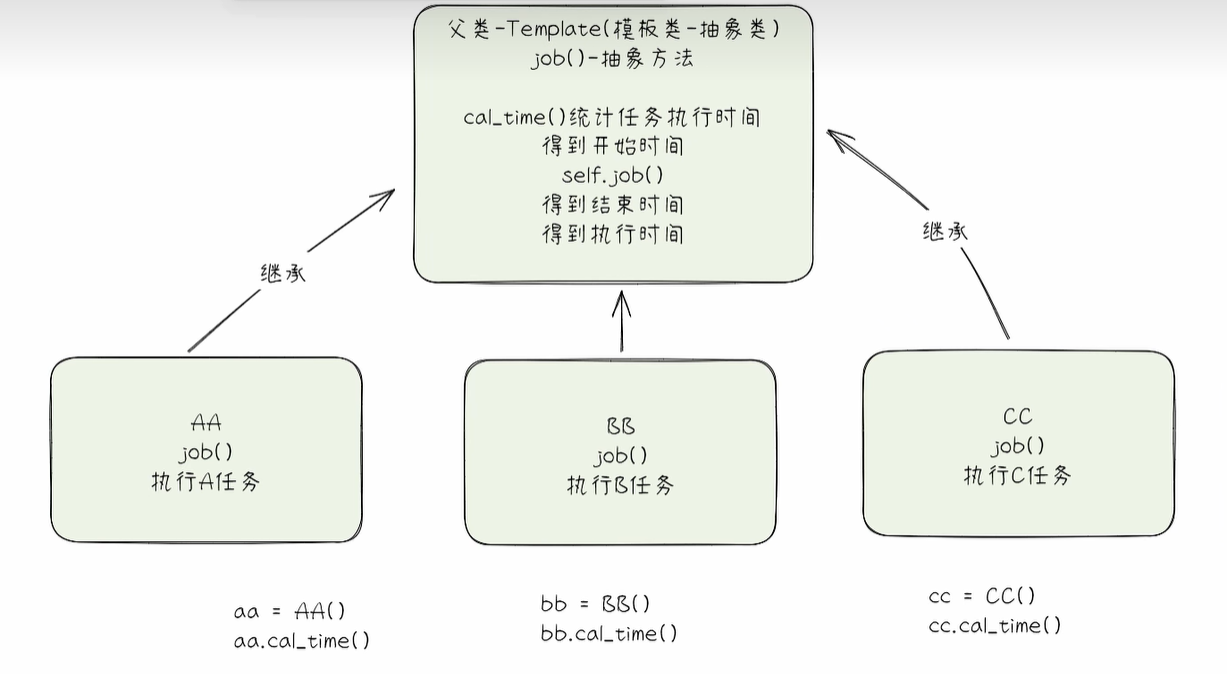 父类-Template(模板类-抽象类)
job()-抽象方法
cal_time()统计任务执行时间
得到开始时间
self.job()
得到结束时间
得到执行时间
继承
继承
AA
job()
执行A任务
BB
job()
执行B任务
CC
job()
执行C任务
aa = AA()
aa.cal_time()
bb = BB()
bb.cal_time()
cc = CC()
cc.cal_time()